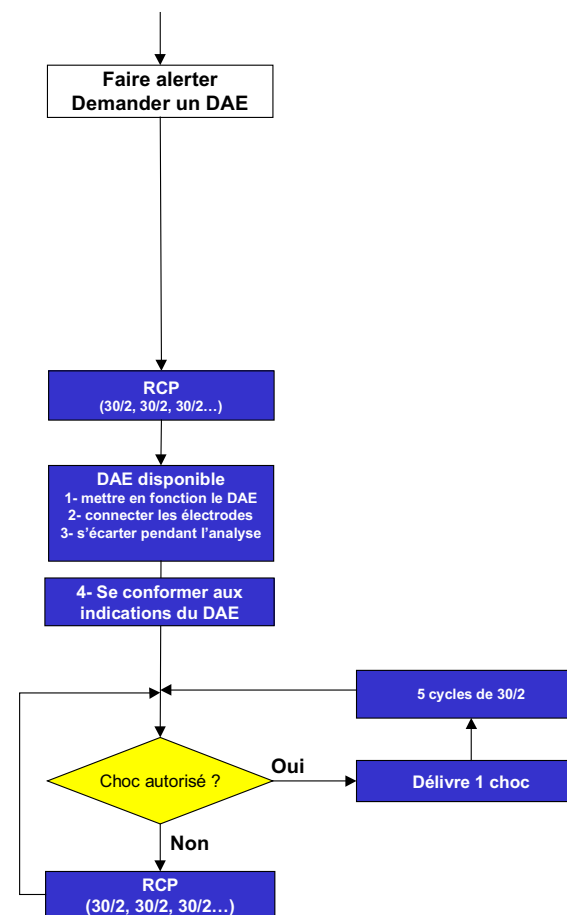 Faire alerter
Demander un DAE
RCP
(30/2, 30/2, 30/2…)
DAE disponible
1- mettre en fonction le DAE
2- connecter les électrodes
3- s’écarter pendant l’analyse
4- Se conformer aux
indications du DAE
5 cycles de 30/2
Choc autorisé ?
Oui
Délivre 1 choc
Non
RCP
(30/2, 30/2, 30/2…)